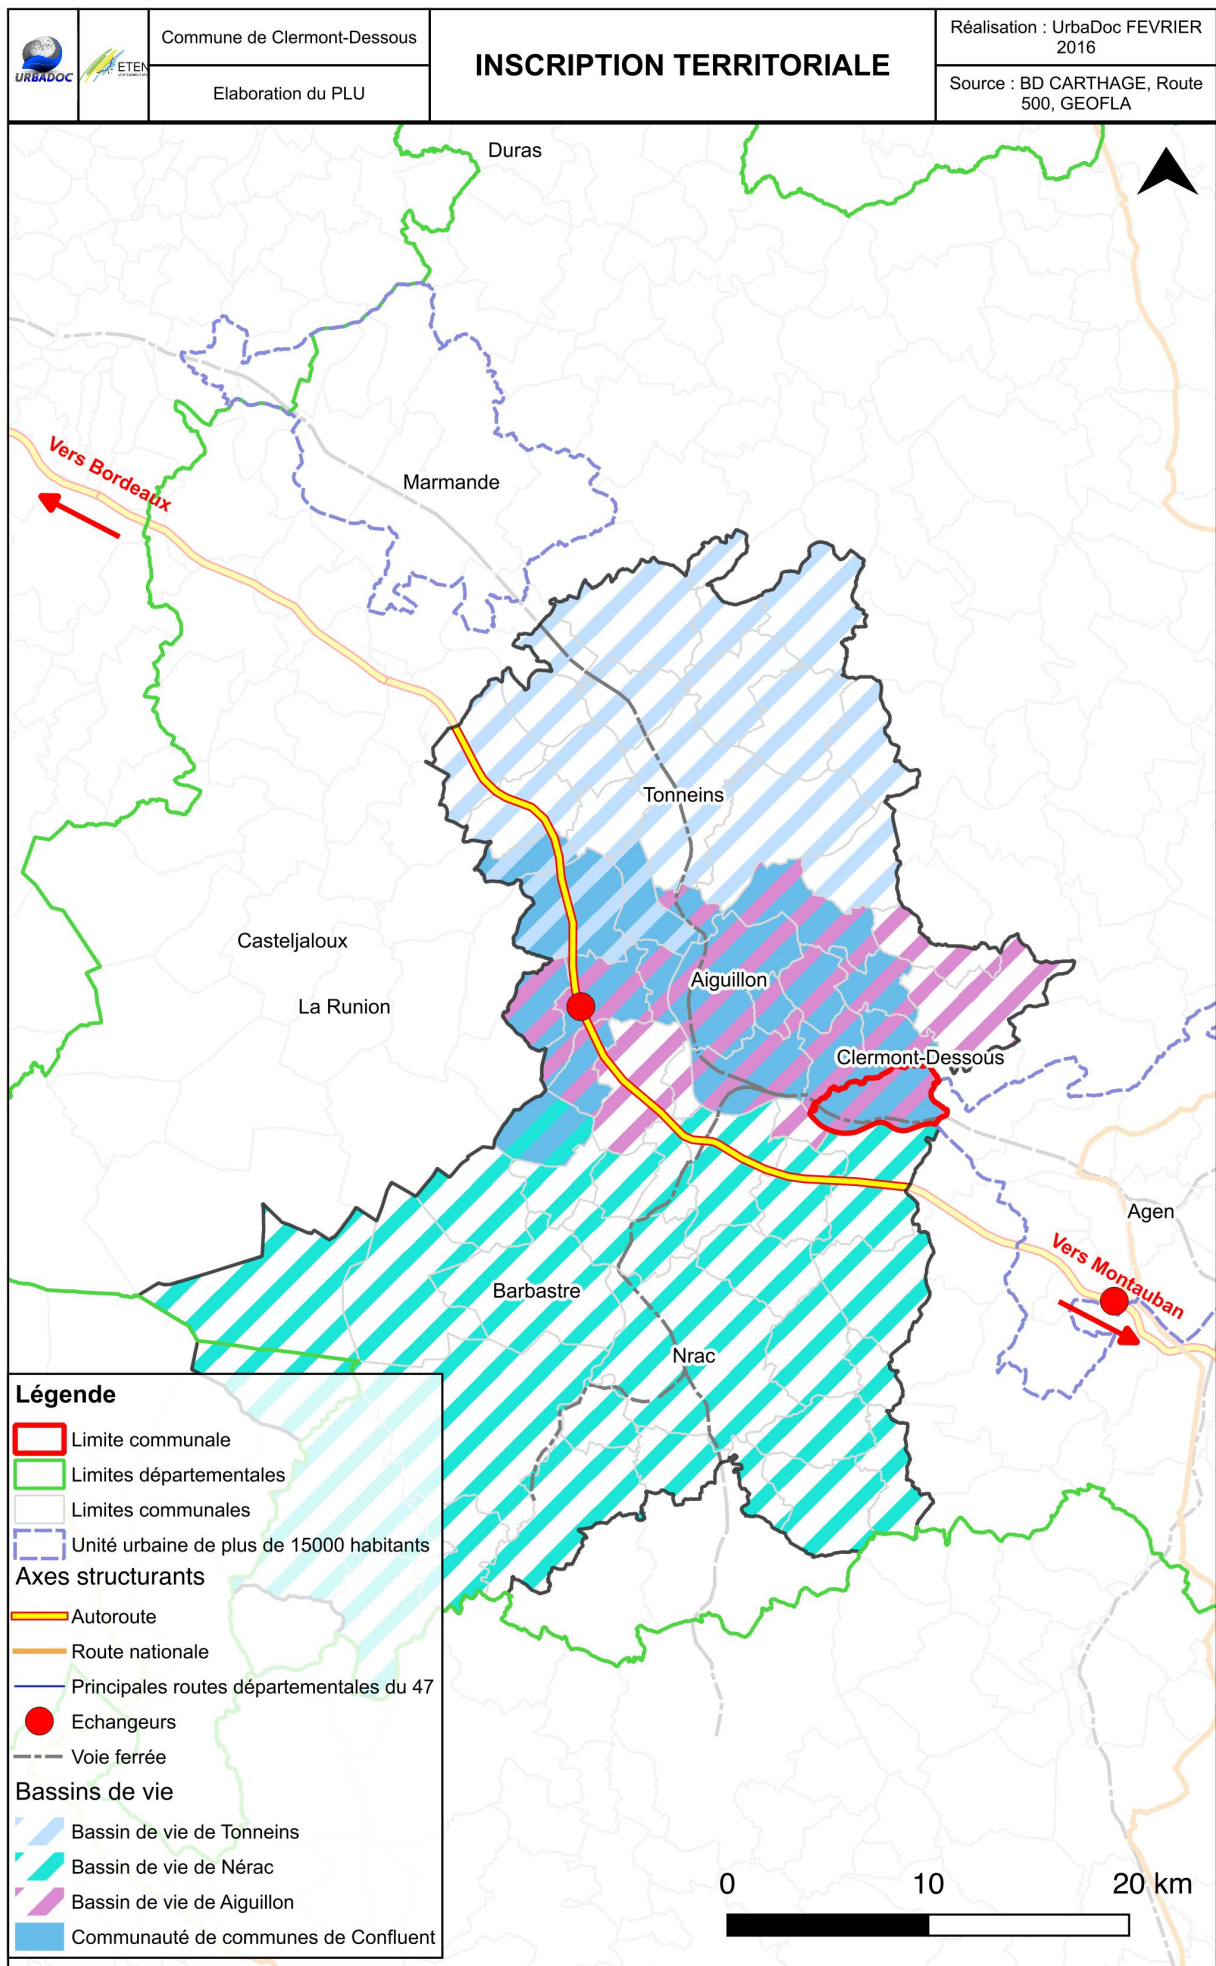 URBADOC
ETEN
Commune de Clermont-Dessous
Elaboration du PLU
INSCRIPTION TERRITORIALE
Réalisation : UrbaDoc FEVRIER
2016
Source : BD CARTHAGE, Route
500, GEOFLA
Duras
Vers Bordeaux
Marmande
Tonneins
Casteljaloux
La Runion
Aiguillon
Clermont-Dessous
Agen
Vers Montauban
Barbastre
Nrac
Légende
Limite communale
Limites départementales
Limites communales
Unité urbaine de plus de 15000 habitants
Axes structurants
Autoroute
Route nationale
Principales routes départementales du 47
Echangeurs
Voie ferrée
Bassins de vie
Bassin de vie de Tonneins
Bassin de vie de Nérac
Bassin de vie de Aiguillon
Communauté de communes de Confluent
0 10 20 km